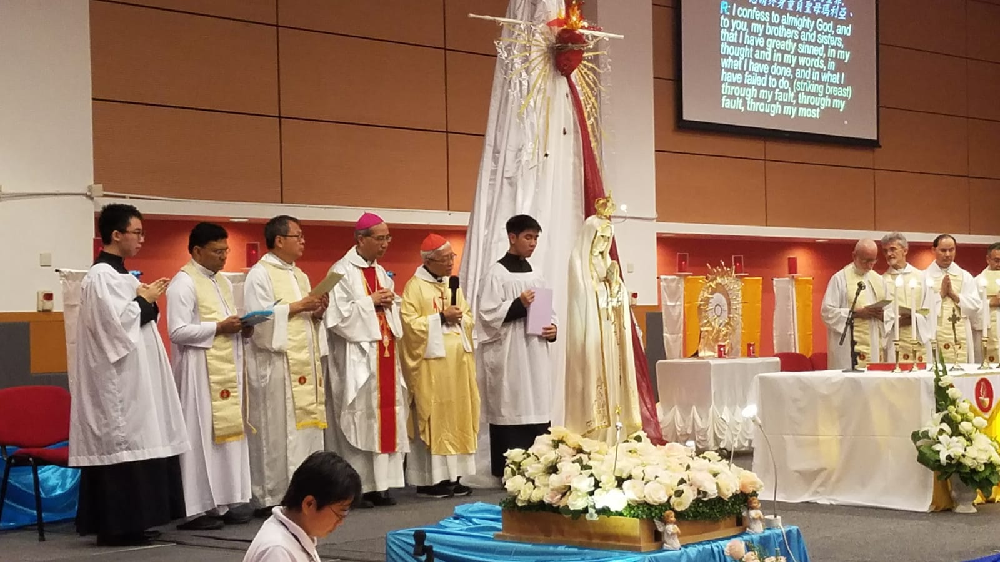 懇請終身童貞聖母瑪利亞、
R: I confess to almighty God, and
to you, my brothers and sisters,
that I have greatly sinned, in my
thought and in my words, in
what I have done, and in what I
have failed to do, (striking breast)
through my fault, through my
fault, through my most